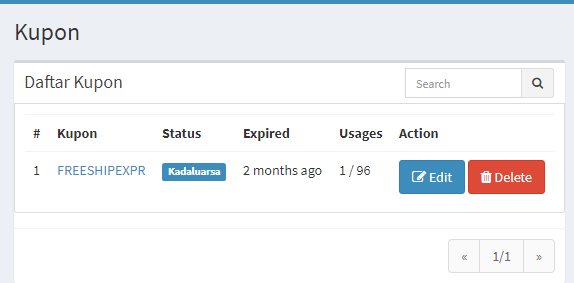 Kupon
Daftar Kupon Search
# Kupon Status Expired Usages Action
1 FREESHIPEXPR Kadaluarsa 2 months ago 1 / 96 Edit Delete
« 1/1 »